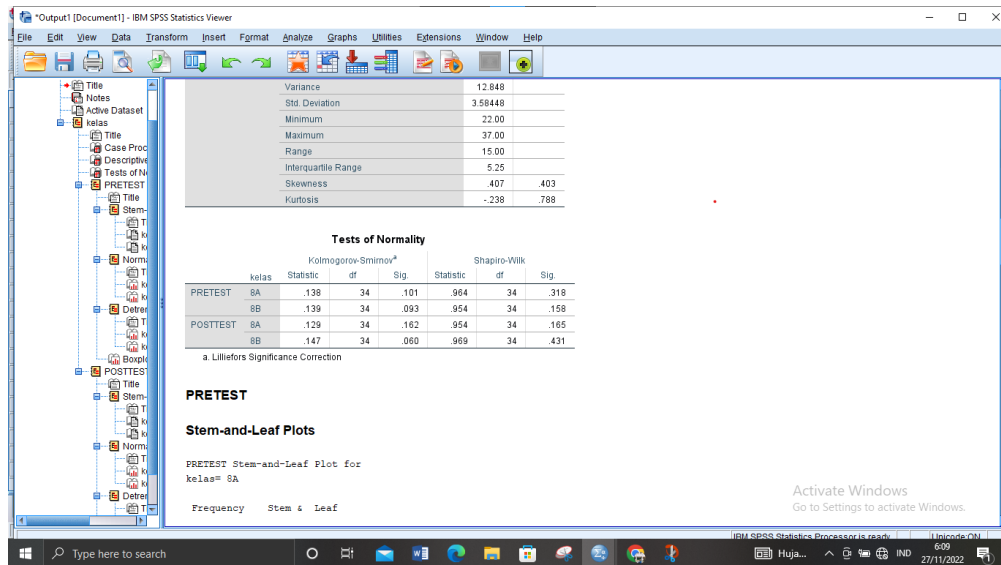 *Output1 [Document1] - IBM SPSS Statistics Viewer
File Edit View Data Transform Insert Format Analyze Graphs Utilities Extensions Window Help
Title
Notes
Active Dataset
kelas
Title
Case Proc
Descriptive
Tests of N
PRETEST
Title
Stem-
Norm
Detre
Boxpl
POSTTEST
Title
Stem-
Norm
Detrer
Variance 12.848
Std. Deviation 3.58448
Minimum 22.00
Maximum 37.00
Range 15.00
Interquartile Range 5.25
Skewness .407 .403
Kurtosis -.238 .788
Tests of Normality
Kolmogorov-Smirnov a Shapiro-Wilk
kelas Statistic df Sig. Statistic df Sig.
PRETEST 8A .138 34 .101 .964 34 .318
8B .139 34 .093 .954 34 .158
POSTTEST 8A .129 34 .162 .954 34 .165
8B .147 34 .060 .969 34 .431
a. Lilliefors Significance Correction
PRETEST
Stem-and-Leaf Plots
PRETEST Stem-and-Leaf Plot for
kelas= 8A
Frequency Stem & Leaf
Activate Windows
Go to Settings to activate Windows.
IBM SPSS Statistics Processor is ready Unicode:ON
Type here to search
Huja...
IND
6:09
27/11/2022